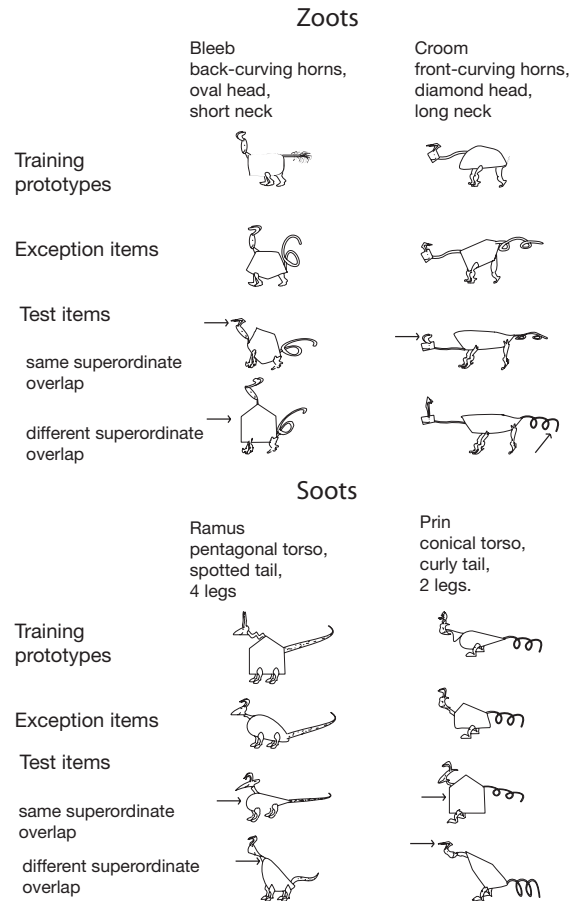 Zoots
Bleeb
back-curving horns,
oval head,
short neck
Croom
front-curving horns,
diamond head,
long neck
Training
prototypes
Exception items
Test items
same superordinate
overlap
different superordinate
overlap
Soots
Ramus
pentagonal torso,
spotted tail,
4 legs
Prin
conical torso,
curly tail,
2 legs.
Training
prototypes
Exception items
Test items
same superordinate
overlap
different superordinate
overlap